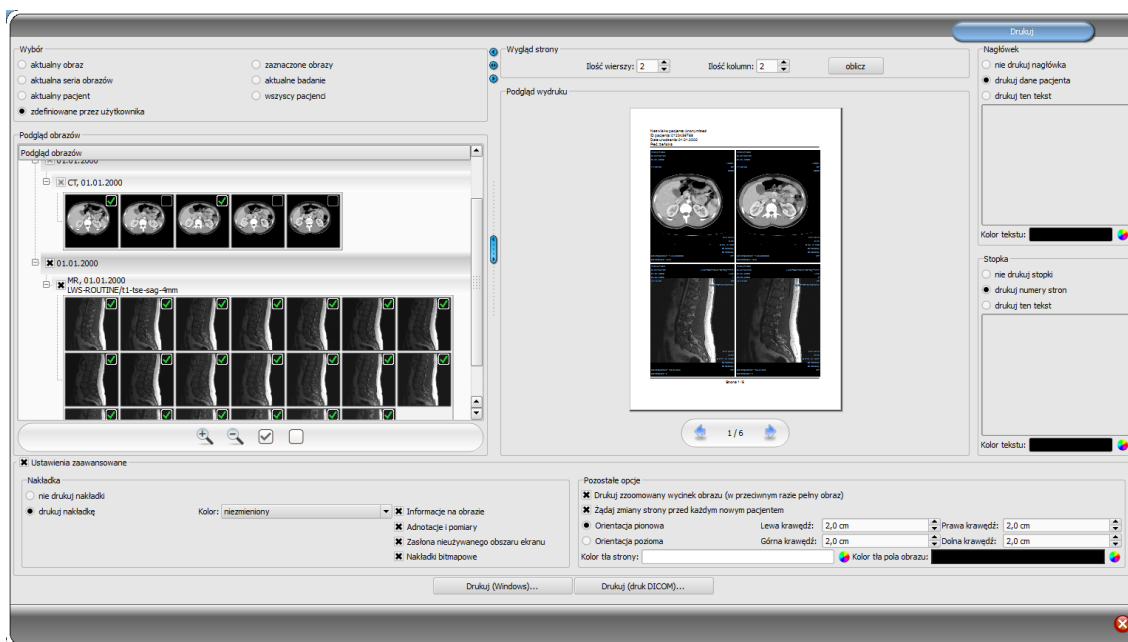 Drukuj
Wybór
aktualny obraz
zaznaczone obrazy
aktualna seria obrazów
aktualne badanie
aktualny pacjent
wszyscy pacjenci
zdefiniowane przez użytkownika
Wygląd strony
Ilość wierszy: 2
Ilość kolumn: 2
oblicz
Nagłówek
nie drukuj nagłówka
drukuj dane pacjenta
drukuj ten tekst
Kolor tekstu:
Podgląd obrazów
Podgląd obrazów
01.01.2000
CT, 01.01.2000
01.01.2000
MR, 01.01.2000
LWS-ROUTINE/t1-tse-sag-4mm
Podgląd wydruku
Strona 1 / 6
1 / 6
Stopka
nie drukuj stopki
drukuj numery stron
drukuj ten tekst
Kolor tekstu:
Ustawienia zaawansowane
Nakładka
nie drukuj nakładki
drukuj nakładkę
Kolor: niezmieniony
Informacje na obrazie
Adnotacje i pomiary
Zasłona nieużywanego obszaru ekranu
Nakładki bitmapowe
Pozostałe opcje
Drukuj zzoomowany wycinek obrazu (w przeciwnym razie pełny obraz)
Żądaj zmiany strony przed każdym nowym pacjentem
Orientacja pionowa
Lewa krawędź: 2,0 cm
Prawa krawędź: 2,0 cm
Orientacja pozioma
Górna krawędź: 2,0 cm
Dolna krawędź: 2,0 cm
Kolor tła strony:
Kolor tła pola obrazu:
Drukuj (Windows)...
Drukuj (druk DICOM)...